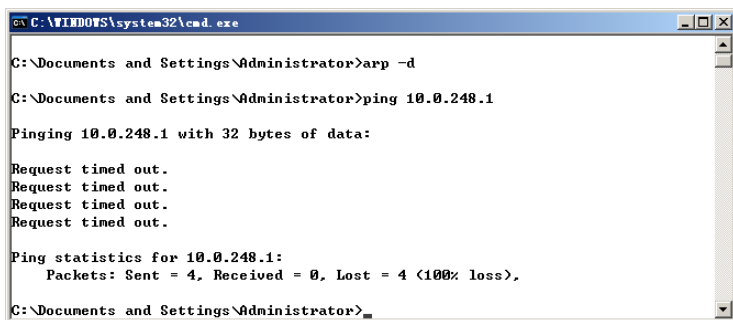 C:\WINDOWS\system32\cmd.exe
C:\Documents and Settings\Administrator>arp -d
C:\Documents and Settings\Administrator>ping 10.0.248.1
Pinging 10.0.248.1 with 32 bytes of data:
Request timed out.
Request timed out.
Request timed out.
Request timed out.
Ping statistics for 10.0.248.1:
    Packets: Sent = 4, Received = 0, Lost = 4 (100% loss),
C:\Documents and Settings\Administrator>_